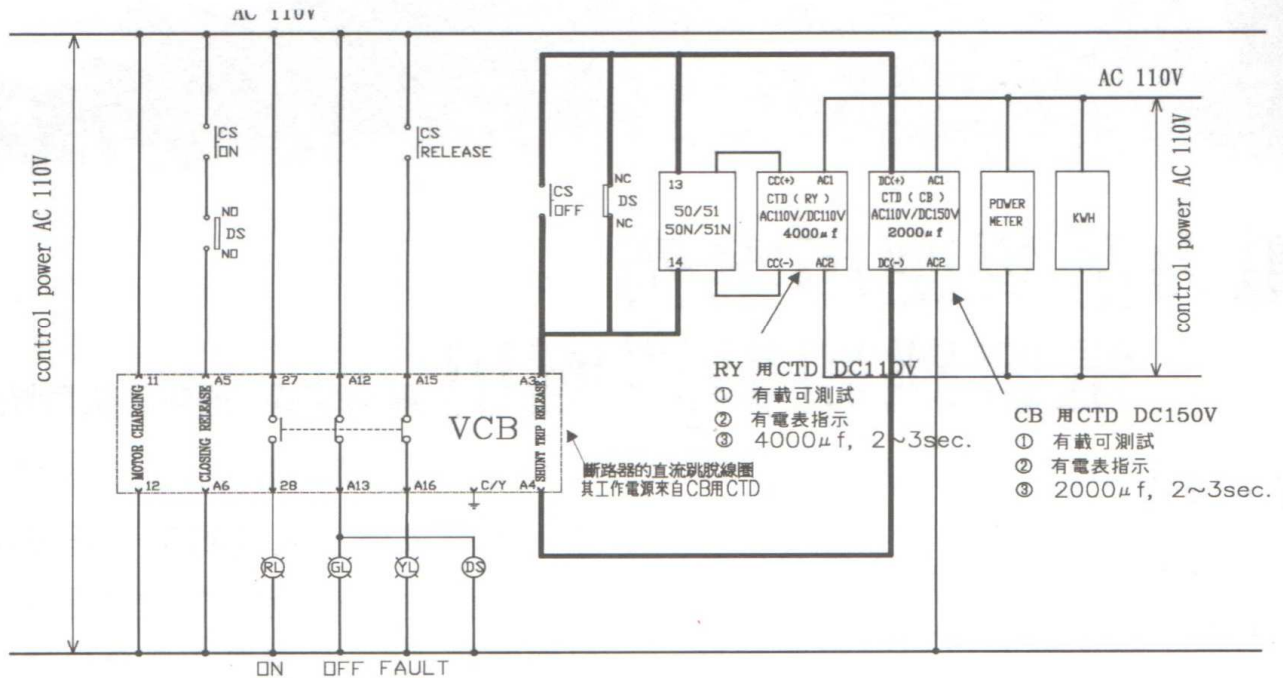 AC 110V
AC 110V
control power AC 110V
CS
ON
CS
RELEASE
NO
DS
NO
CS
OFF
NC
DS
NC
13
50/51
50N/51N
14
CC(+) AC1
CTD ( RY )
AC110V/DC110V
4000μf
CC(-) AC2
DC(+) AC1
CTD ( CB )
AC110V/DC150V
2000μf
DC(-) AC2
POWER
METER
KWH
control power AC 110V
RY 用CTD DC110V
① 有載可測試
② 有電表指示
③ 4000μf, 2~3sec.
CB 用CTD DC150V
① 有載可測試
② 有電表指示
③ 2000μf, 2~3sec.
11 A5 27 A12 A15 A3
MOTOR CHARGING
CLOSING RELEASE
VCB
SHUNT TRIP RELEASE
12 A6 28 A13 A16 C/Y A4
斷路器的直流跳脫線圈
其工作電源來自CB用CTD
RL GL YL DS
ON OFF FAULT